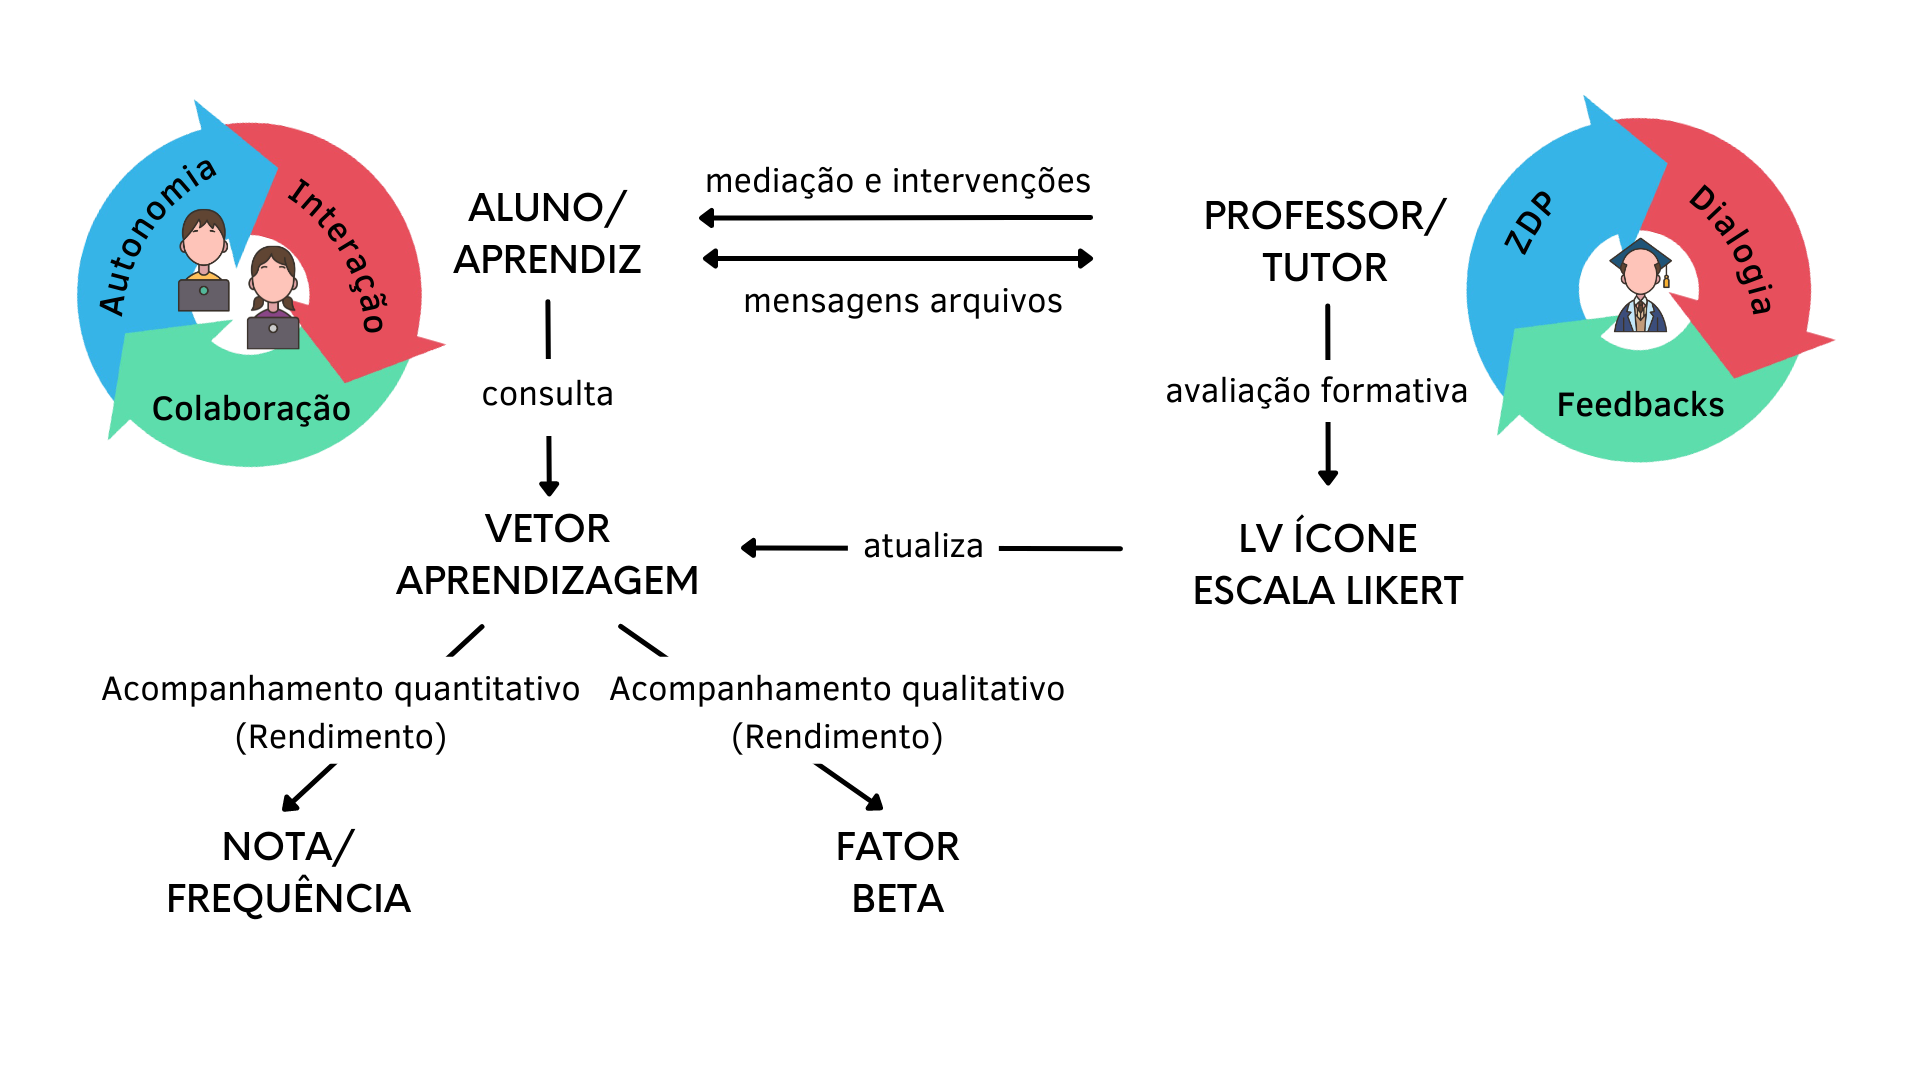 Autonomia
Interação
Colaboração
ALUNO/
APRENDIZ
mediação e intervenções
mensagens arquivos
PROFESSOR/
TUTOR
ZDP
Dialogia
Feedbacks
consulta
avaliação formativa
VETOR
APRENDIZAGEM
atualiza
LV ÍCONE
ESCALA LIKERT
Acompanhamento quantitativo
(Rendimento)
Acompanhamento qualitativo
(Rendimento)
NOTA/
FREQUÊNCIA
FATOR
BETA